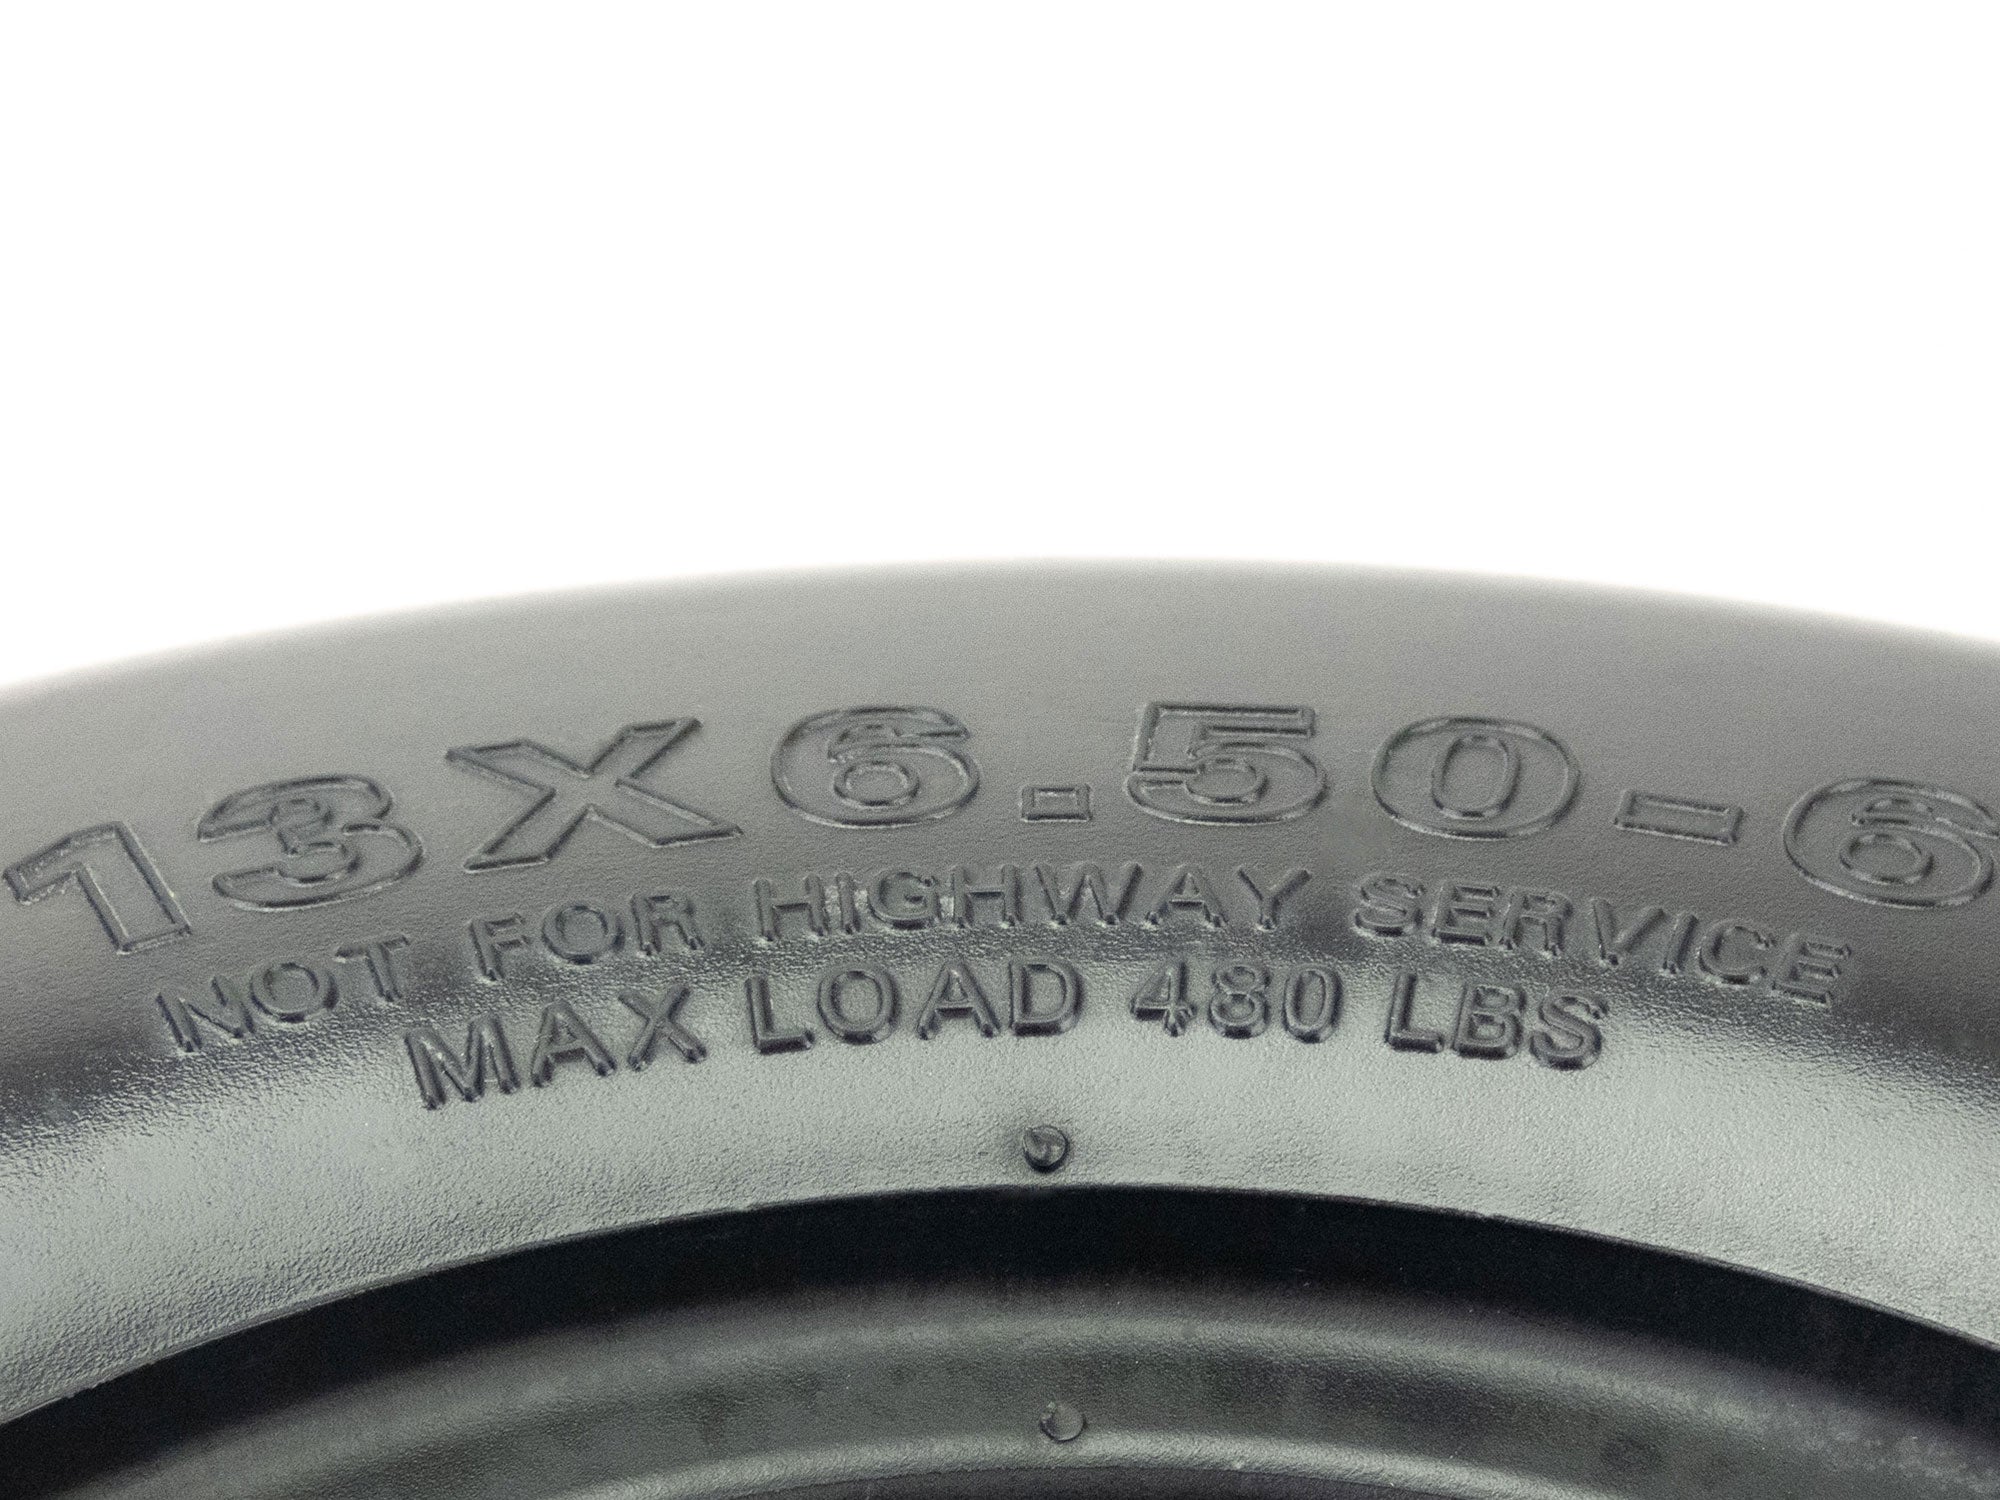 13X6.50-6
NOT FOR HIGHWAY SERVICE
MAX LOAD 480 LBS